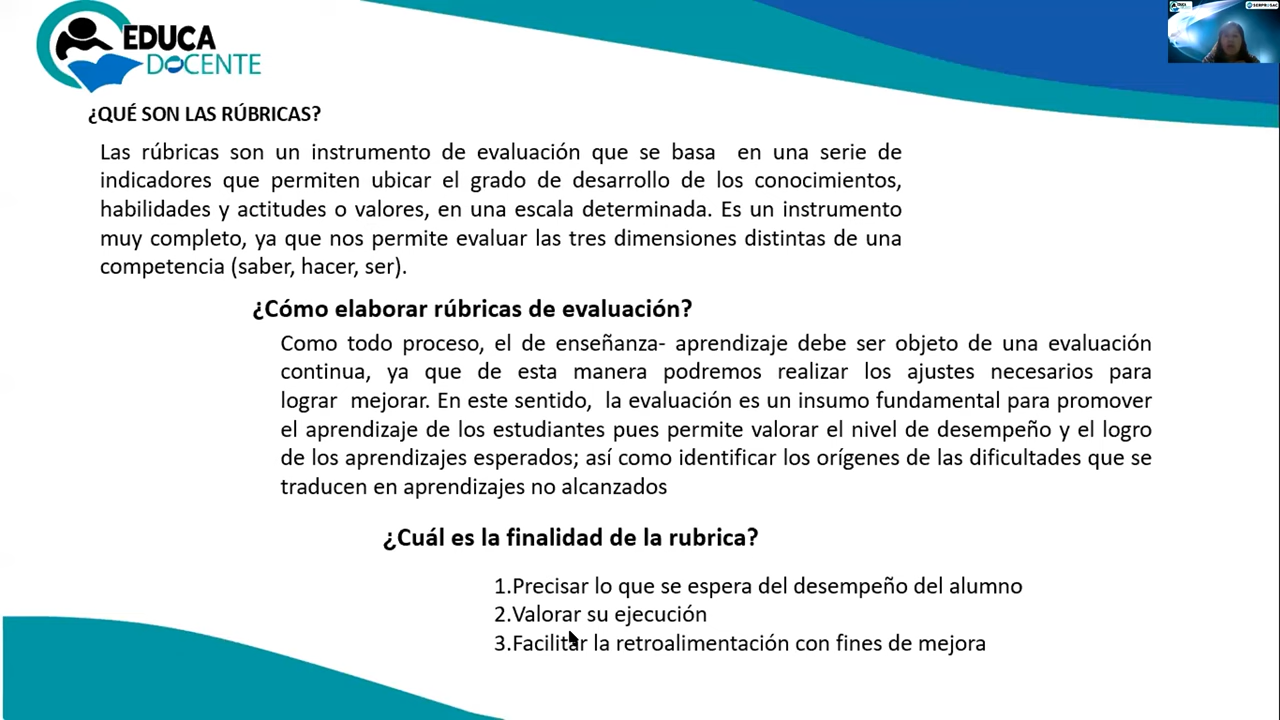 EDUCA
DOCENTE
¿QUÉ SON LAS RÚBRICAS?
Las rúbricas son un instrumento de evaluación que se basa en una serie de
indicadores que permiten ubicar el grado de desarrollo de los conocimientos,
habilidades y actitudes o valores, en una escala determinada. Es un instrumento
muy completo, ya que nos permite evaluar las tres dimensiones distintas de una
competencia (saber, hacer, ser).
¿Cómo elaborar rúbricas de evaluación?
Como todo proceso, el de enseñanza- aprendizaje debe ser objeto de una evaluación
continua, ya que de esta manera podremos realizar los ajustes necesarios para
lograr mejorar. En este sentido, la evaluación es un insumo fundamental para promover
el aprendizaje de los estudiantes pues permite valorar el nivel de desempeño y el logro
de los aprendizajes esperados; así como identificar los orígenes de las dificultades que se
traducen en aprendizajes no alcanzados
¿Cuál es la finalidad de la rubrica?
1.Precisar lo que se espera del desempeño del alumno
2.Valorar su ejecución
3.Facilitar la retroalimentación con fines de mejora